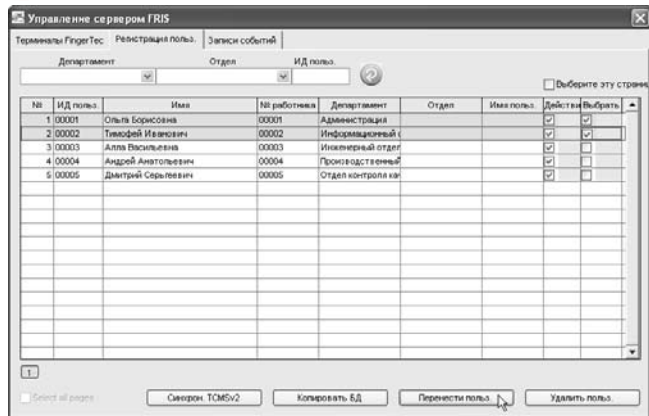 Управление сервером FRIS
Терминалы FingerTec Регистрация польз. Записи событий
Департамент Отдел ИД польз.
Выберите эту страниц
№ ИД польз. Имя № работника Департамент Отдел Имя польз. Действи Выбрать
1 00001 Ольга Борисовна 00001 Администрация
2 00002 Тимофей Иванович 00002 Информационный о
3 00003 Алла Васильевна 00003 Инженерный отдел
4 00004 Андрей Анатольевич 00004 Производственный
5 00005 Дмитрий Сергеевич 00005 Отдел контроля кач
1
Select all pages Синхрон. TCMSv2 Копировать БД Перенести польз. Удалить польз.